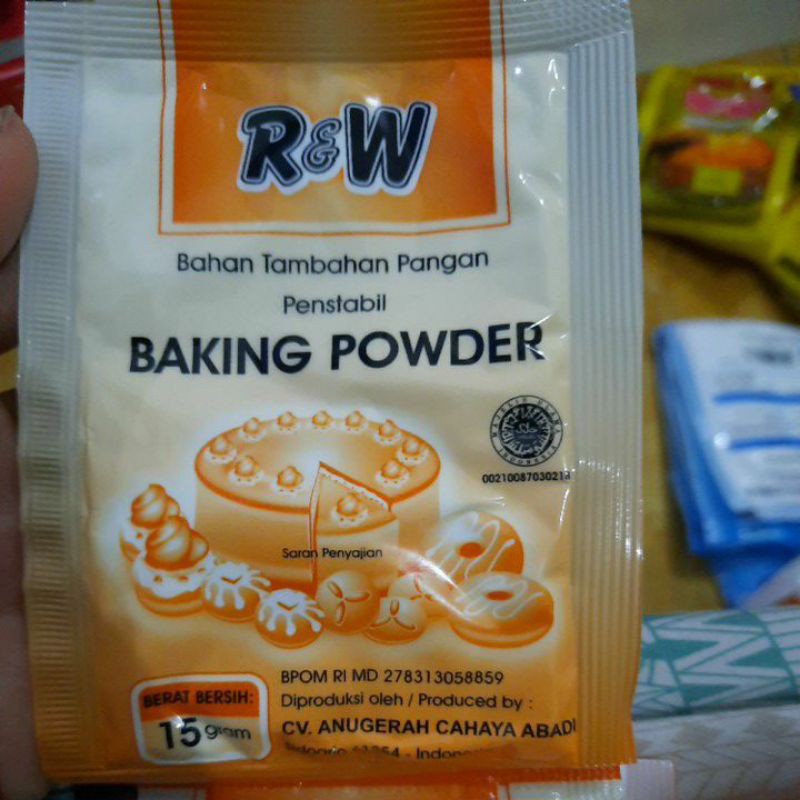 R&W
Bahan Tambahan Pangan
Penstabil
BAKING POWDER
Saran Penyajian
BERAT BERSIH:
15 gram
BPOM RI MD 278313058859
Diproduksi oleh / Produced by :
CV. ANUGERAH CAHAYA ABADI